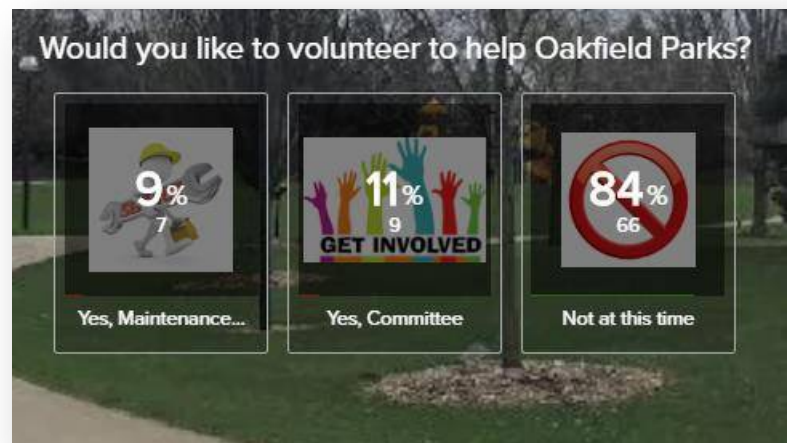 Would you like to volunteer to help Oakfield Parks?
9%
7
Yes, Maintenance...
11%
9
GET INVOLVED
Yes, Committee
84%
66
Not at this time